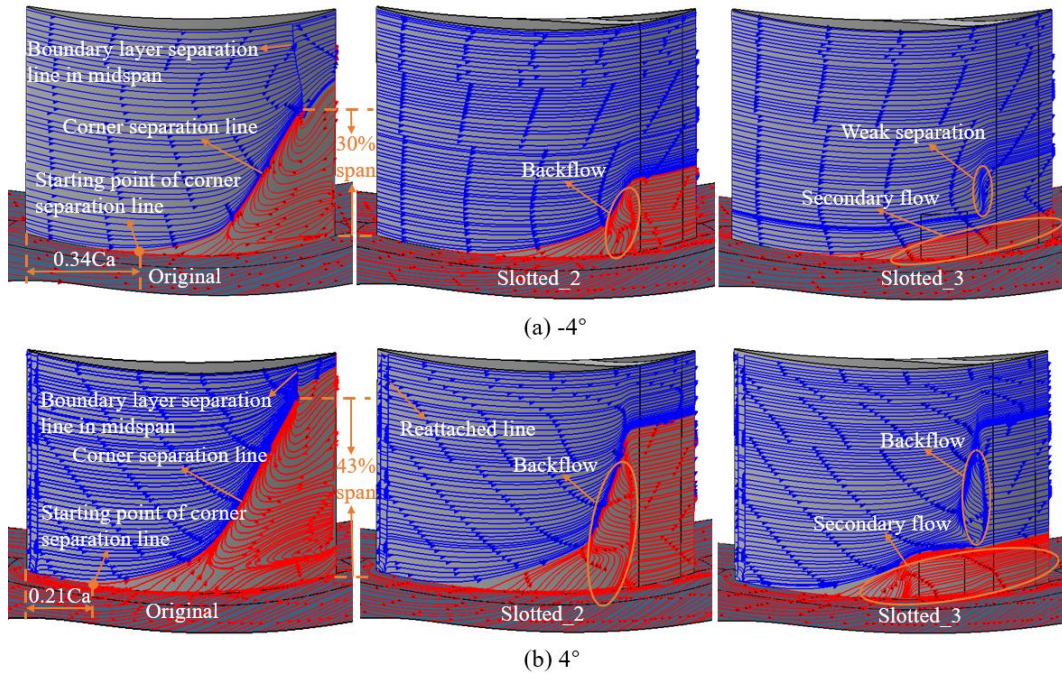 Boundary layer separation
line in midspan
Corner separation line
Starting point of corner
separation line
0.34Ca
Original
30%
span
Backflow
Slotted_2
Weak separation
Secondary flow
Slotted_3
(a) -4°
Boundary layer separation
line in midspan
Corner separation line
Starting point of corner
separation line
0.21Ca
Original
43%
span
Reattached line
Backflow
Slotted_2
Backflow
Secondary flow
Slotted_3
(b) 4°